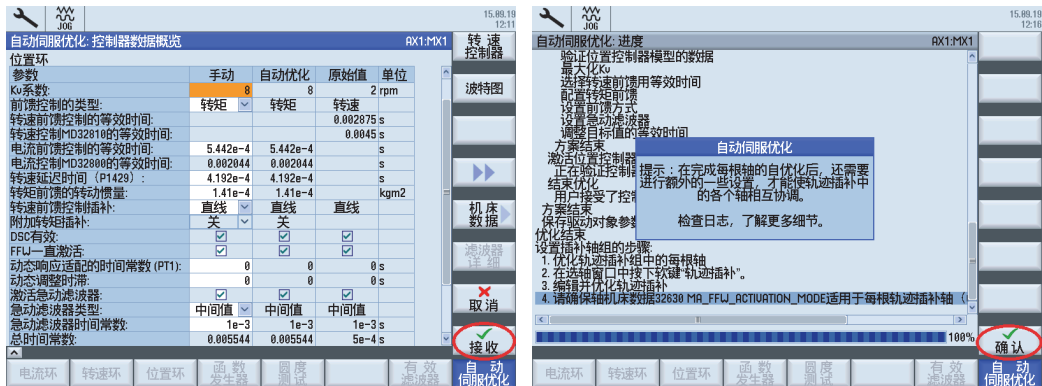 JOG
15.09.19
12:11
自动伺服优化: 控制器数据概览 AX1:MX1
位置环
参数 手动 自动优化 原始值 单位
Kv系数: 8 8 2 rpm
前馈控制的类型: 转矩 转矩 转速
转速前馈控制的等效时间: 0.002875 s
转速控制MD32810的等效时间: 0.0045 s
电流前馈控制的等效时间: 5.442e-4 5.442e-4 s
电流控制MD32800的等效时间: 0.002044 0.002044 s
转速延迟时间（P1429）: 4.192e-4 4.192e-4 s
转矩前馈的转动惯量: 1.41e-4 1.41e-4 kgm2
转速前馈控制插补: 直线 直线 直线
附加转矩插补: 关 关
DSC有效:
FFW一直激活:
动态响应适配的时间常数 (PT1): 0 0 0 s
动态调整时滞: 0 0 0 s
激活急动滤波器:
急动滤波器类型: 中间值 中间值 中间值
急动滤波器时间常数: 1e-3 1e-3 1e-3 s
总时间常数: 0.005544 0.005544 5e-4 s
转 速
控制器
波特图
机 床
数 据
滤波器
详 细
取 消
接 收
电流环 转速环 位置环 函 数
发生器 圆 度
测 试 有 效
滤波器 自 动
伺服优化
JOG
15.09.19
12:16
自动伺服优化: 进度 AX1:MX1
验证位置控制器模型的数据
最大化Kv
选择转速前馈用等效时间
配置转矩前馈
设置前馈方式
设置急动滤波器
调整目标值的等效时间
方案结束
激活位置控制器
正在验证控制
结束优化
用户接受了控
方案结束
保存驱动对象参数
优化结束
设置插补轴组的步骤:
1. 优化轨迹插补组中的每根轴
2. 在选轴窗口中按下软键“轨迹插补”。
3. 编辑并优化轨迹插补
4. 请确保轴机床数据32630 MA_FFW_ACTIVATION_MODE适用于每根轨迹插补轴（
自动伺服优化
提示：在完成每根轴的自优化后，还需要
进行额外的一些设置，才能使轨迹插补中
的各个轴相互协调。
检查日志，了解更多细节。
100%
确 认
电流环 转速环 位置环 函 数
发生器 圆 度
测 试 有 效
滤波器 自 动
伺服优化